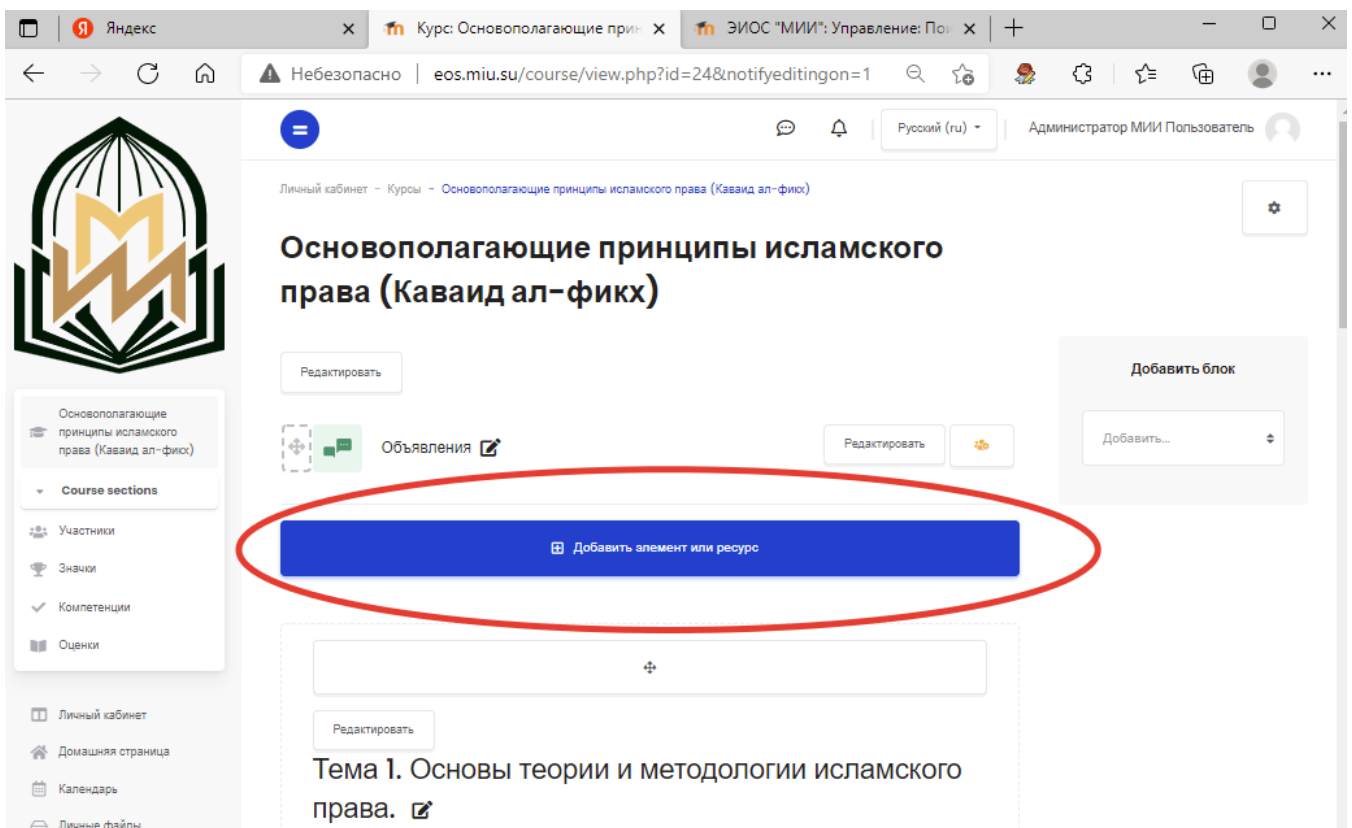 Яндекс
Курс: Основополагающие прин
ЭИОС "МИИ": Управление: Пои
Небезопасно
eos.miu.su/course/view.php?id=24&notifyeditingon=1
Русский (ru)
Администратор МИИ Пользователь
Личный кабинет - Курсы - Основополагающие принципы исламского права (Каваид ал-фикх)
Основополагающие принципы исламского
права (Каваид ал-фикх)
Редактировать
Добавить блок
Добавить...
Объявления
Редактировать
Добавить элемент или ресурс
Редактировать
Тема 1. Основы теории и методологии исламского
права.
МИИ
Основополагающие
принципы исламского
права (Каваид ал-фикх)
Course sections
Участники
Значки
Компетенции
Оценки
Личный кабинет
Домашняя страница
Календарь
Личные файлы